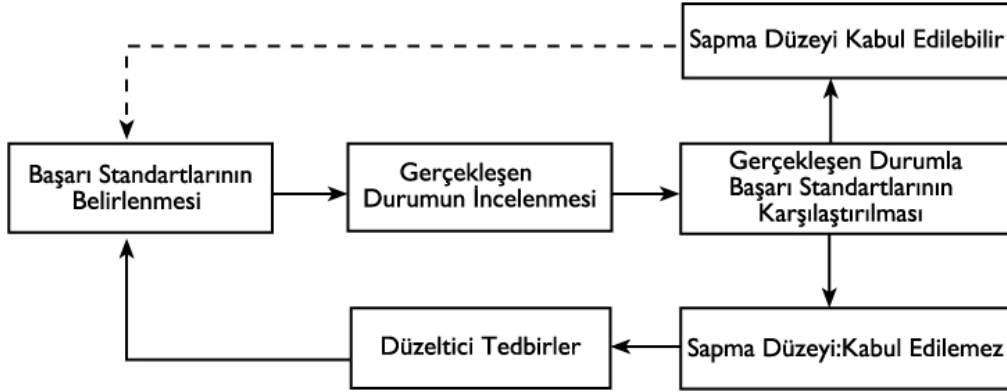 Sapma Düzeyi Kabul Edilebilir
Başarı Standartlarının
Belirlenmesi
Gerçekleşen
Durumun İncelenmesi
Gerçekleşen Durumla
Başarı Standartlarının
Karşılaştırılması
Düzeltici Tedbirler
Sapma Düzeyi:Kabul Edilemez